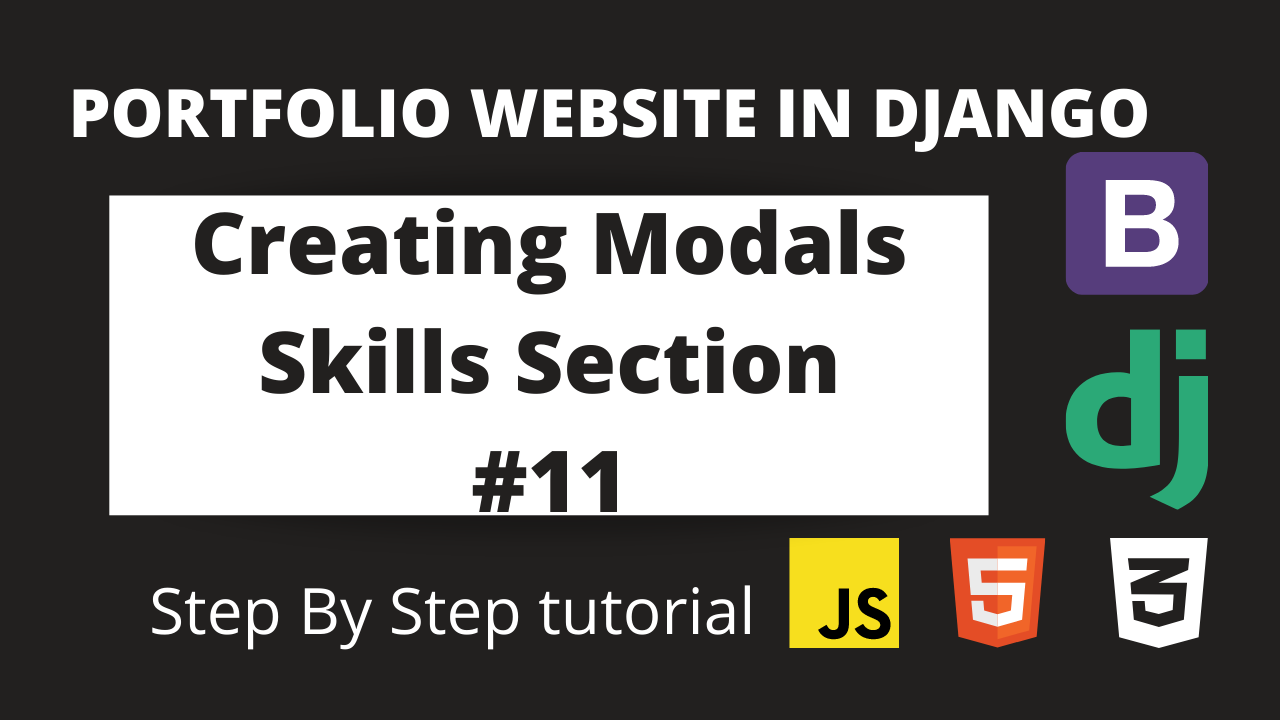 PORTFOLIO WEBSITE IN DJANGO
B
Creating Modals
Skills Section
dj
#11
Step By Step tutorial
JS
5
3